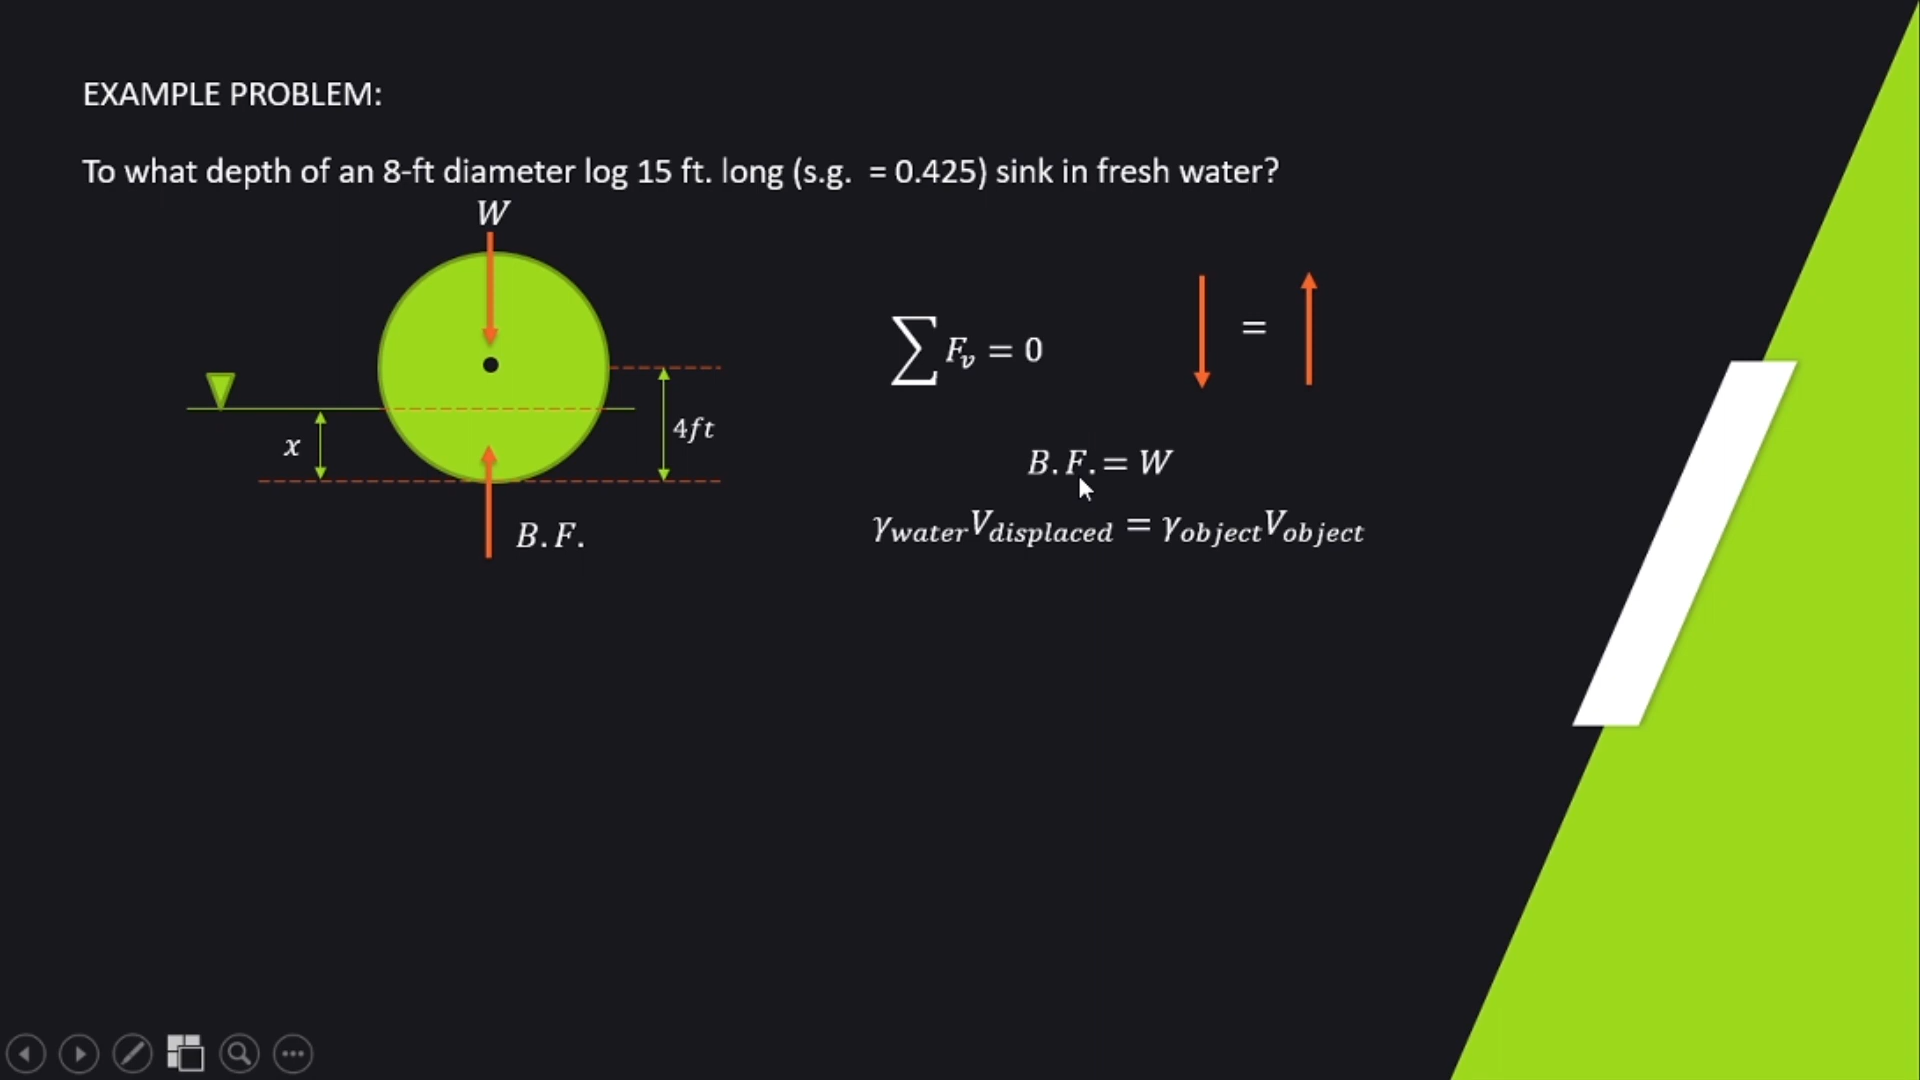 EXAMPLE PROBLEM:
To what depth of an 8-ft diameter log 15 ft. long (s.g. = 0.425) sink in fresh water?
W
∑F_v = 0
=
x
4ft
B.F.= W
γ_water V_displaced = γ_object V_object
B.F.